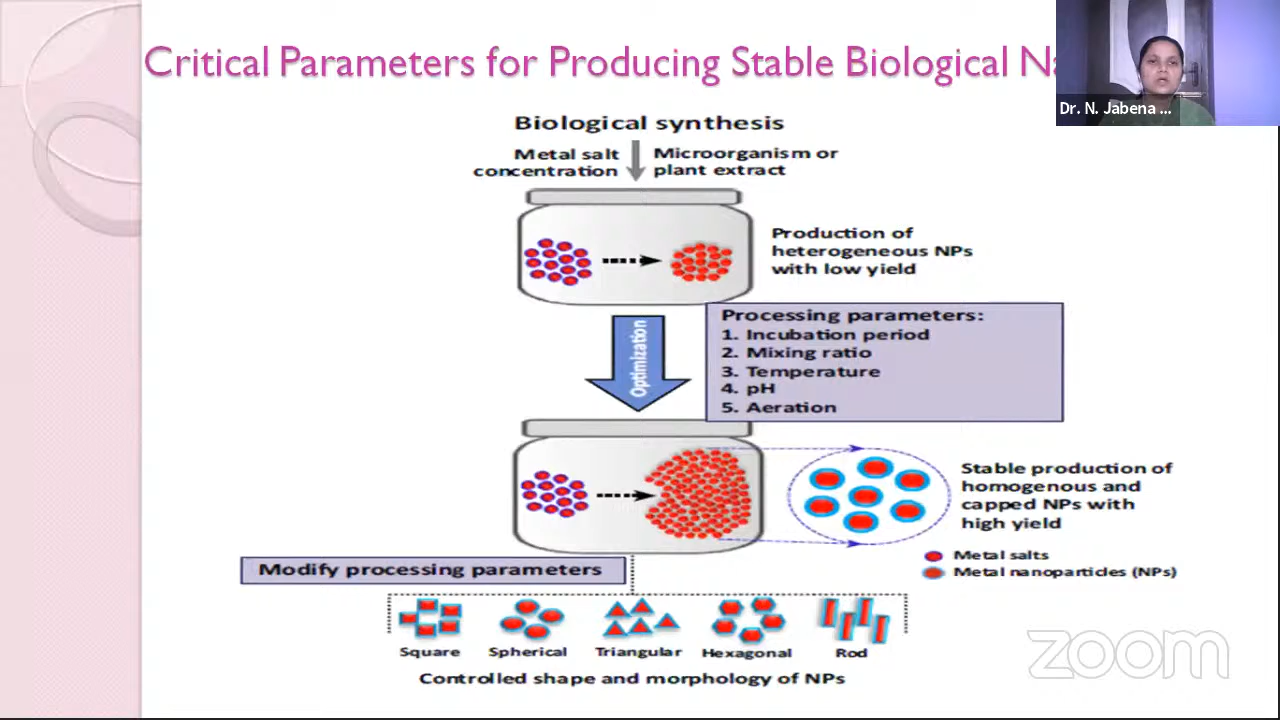 Critical Parameters for Producing Stable Biological Na
Dr. N. Jabena ...
Biological synthesis
Metal salt concentration
Microorganism or plant extract
Production of
heterogeneous NPs
with low yield
Optimization
Processing parameters:
1. Incubation period
2. Mixing ratio
3. Temperature
4. pH
5. Aeration
Stable production of
homogenous and
capped NPs with
high yield
Metal salts
Metal nanoparticles (NPs)
Modify processing parameters
Square Spherical Triangular Hexagonal Rod
Controlled shape and morphology of NPs
zoom